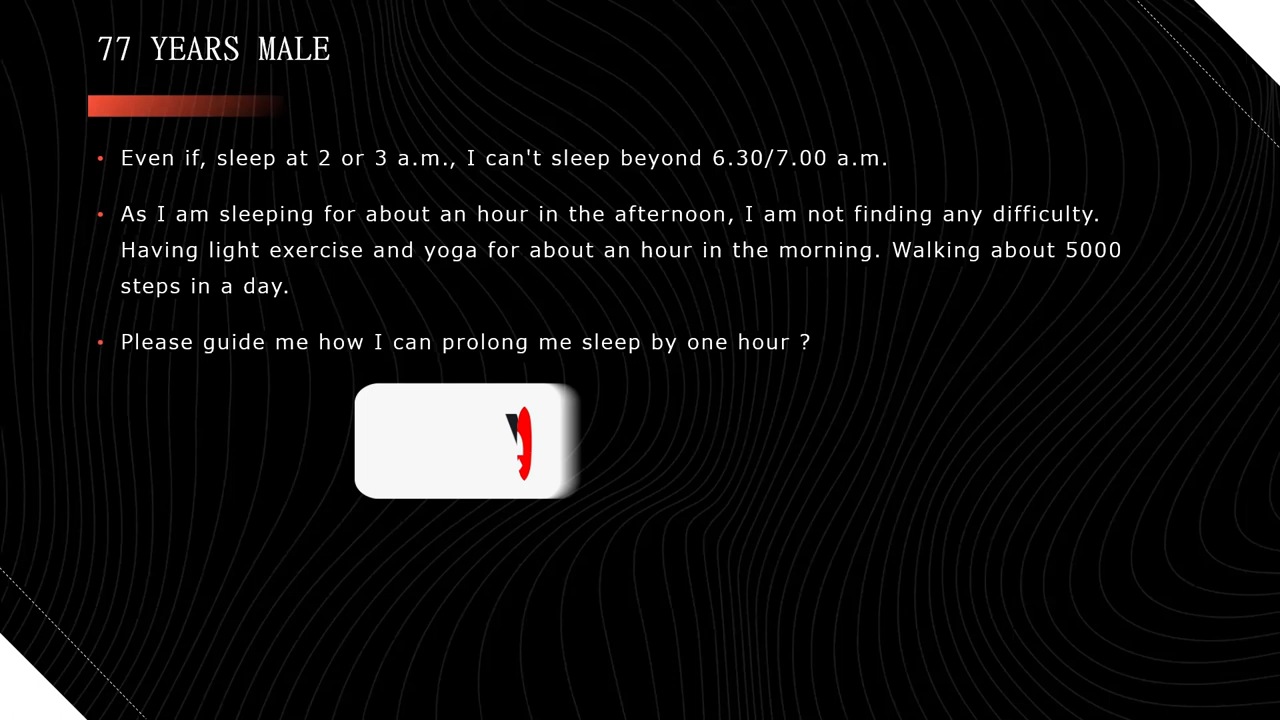 77 YEARS MALE
• Even if, sleep at 2 or 3 a.m., I can't sleep beyond 6.30/7.00 a.m.
• As I am sleeping for about an hour in the afternoon, I am not finding any difficulty.
Having light exercise and yoga for about an hour in the morning. Walking about 5000
steps in a day.
• Please guide me how I can prolong me sleep by one hour ?